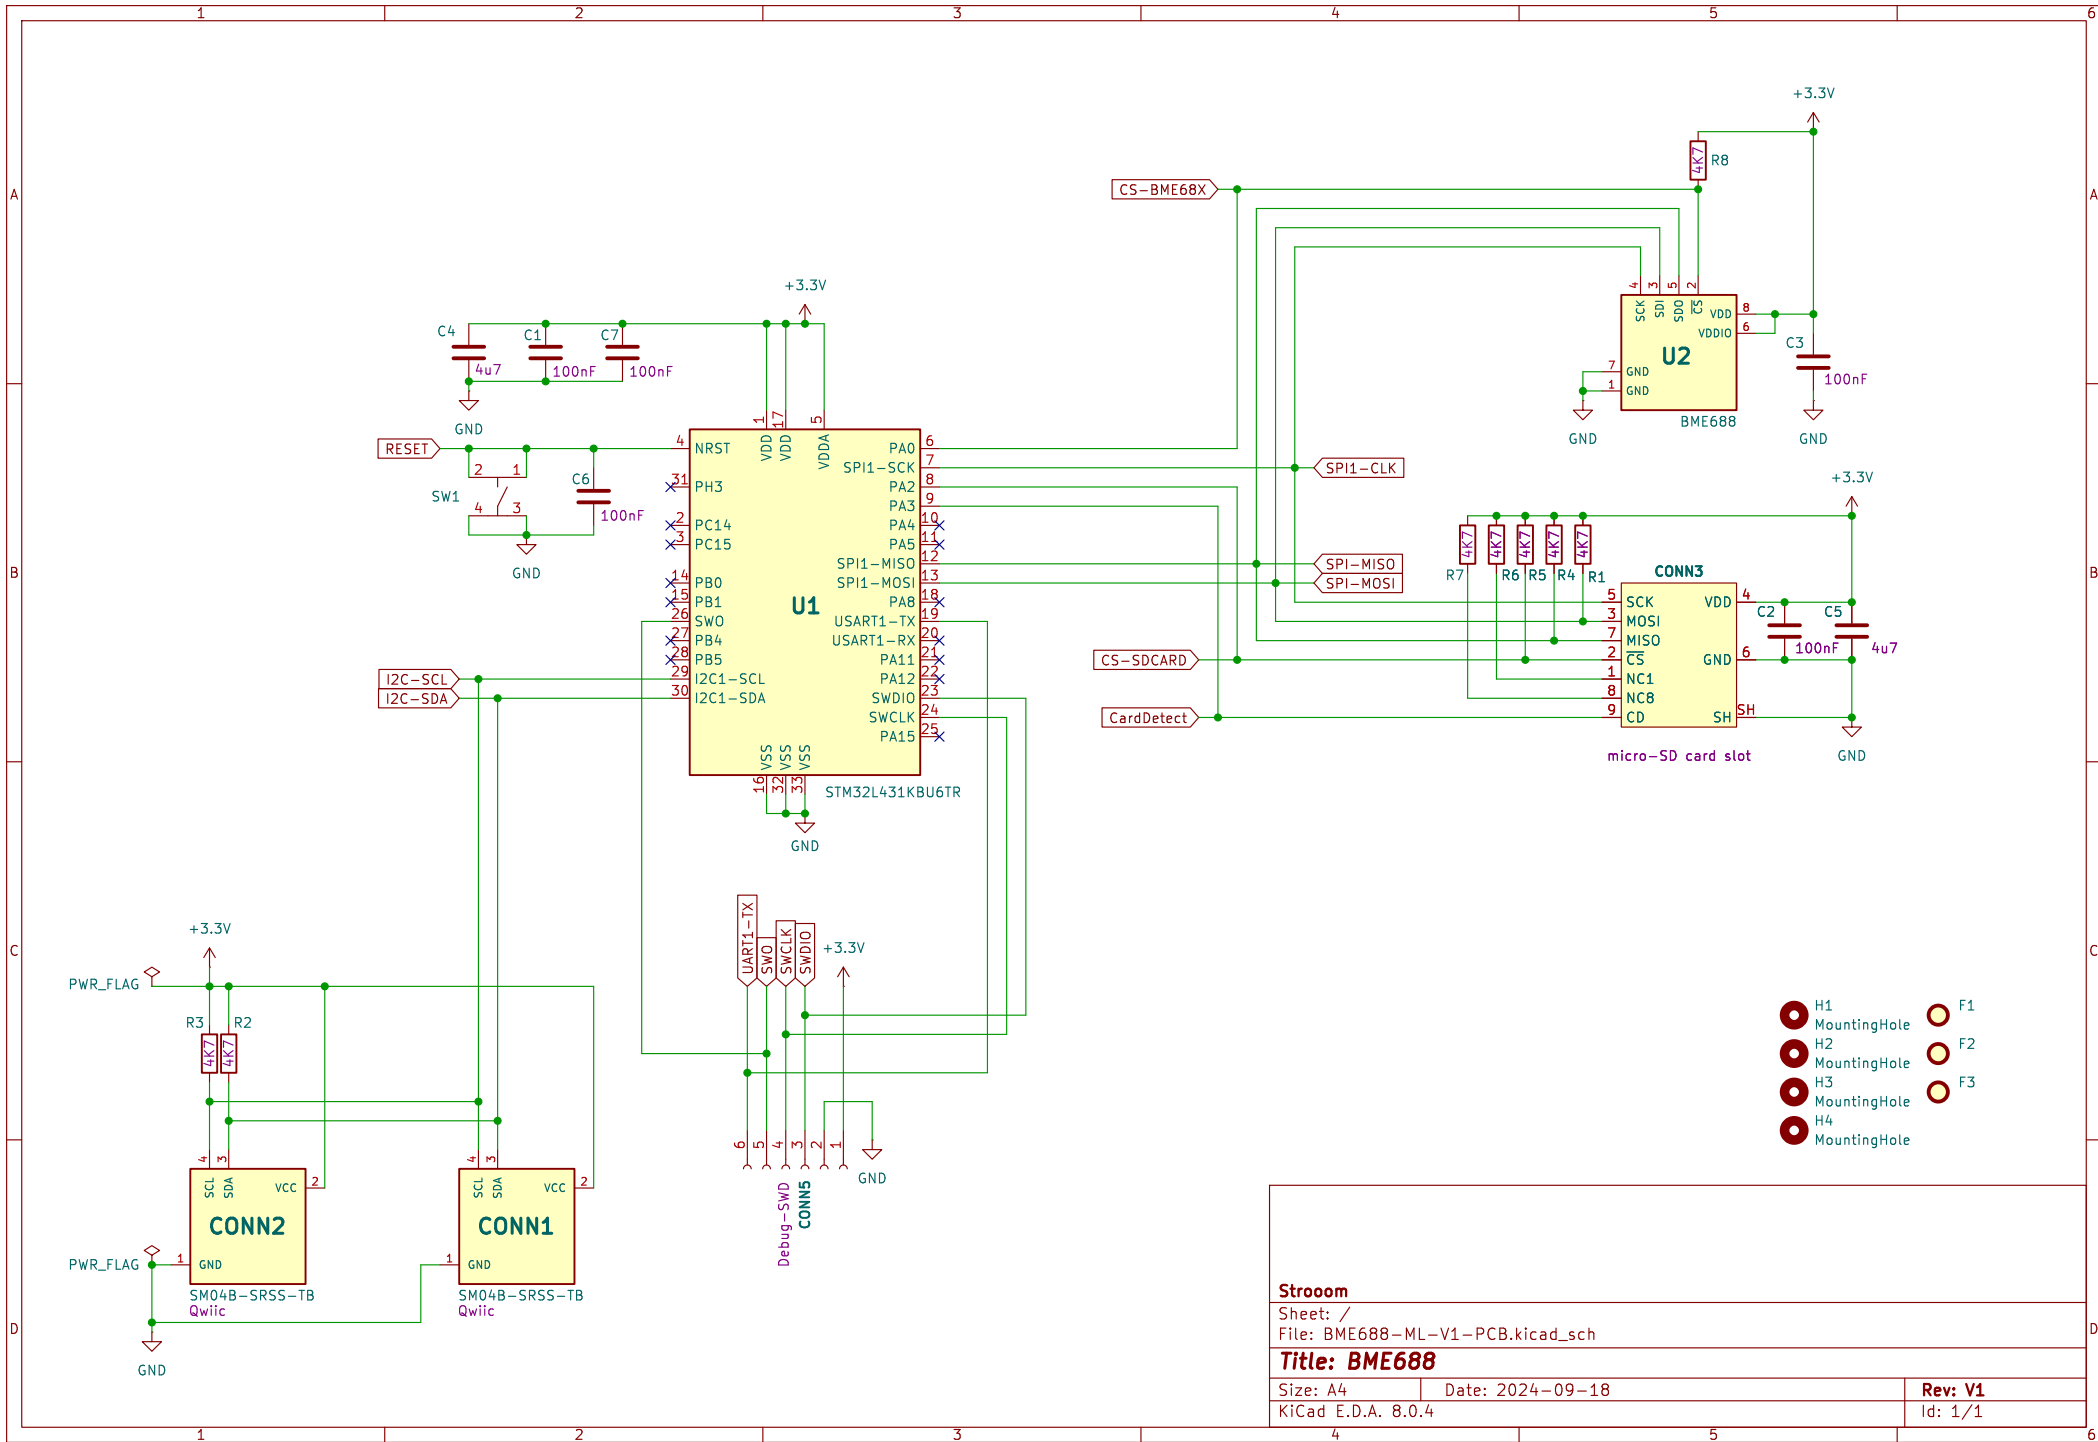 1 2 3 4 5 6
A
B
C
D
A
B
C
D
+3.3V
R8
4K7
CS-BME68X
4 3 5 2
SCK SDI SDO CS
VDD 8
VDDIO 6
U2
7 GND
1 GND
BME688
C3
100nF
GND
GND
+3.3V
C4
4u7
C1
100nF
C7
100nF
GND
RESET
2 1
SW1
4 3
C6
100nF
GND
1 17 5
VDD VDD VDDA
4 NRST
31 PH3
2 PC14
3 PC15
14 PB0
15 PB1
26 SWO
27 PB4
28 PB5
29 I2C1-SCL
30 I2C1-SDA
U1
PA0 6
SPI1-SCK 7
PA2 8
PA3 9
PA4 10
PA5 11
SPI1-MISO 12
SPI1-MOSI 13
PA8 18
USART1-TX 19
USART1-RX 20
PA11 21
PA12 22
SWDIO 23
SWCLK 24
PA15 25
VSS VSS VSS
16 32 33
STM32L431KBU6TR
GND
I2C-SCL
I2C-SDA
SPI1-CLK
SPI-MISO
SPI-MOSI
CS-SDCARD
CardDetect
+3.3V
4K7 4K7 4K7 4K7 4K7
R7 R6 R5 R4 R1
CONN3
5 SCK
3 MOSI
7 MISO
2 CS
1 NC1
8 NC8
9 CD
VDD 4
GND 6
SH SH
micro-SD card slot
C2
100nF
C5
4u7
GND
+3.3V
PWR_FLAG
R3 R2
4K7 4K7
4 3
SCL SDA
VCC 2
CONN2
PWR_FLAG
1 GND
SM04B-SRSS-TB
Qwiic
GND
4 3
SCL SDA
VCC 2
CONN1
1 GND
SM04B-SRSS-TB
Qwiic
UART1-TX
SWO
SWCLK
SWDIO
+3.3V
6 5 4 3 2 1
Debug-SWD
CONN5
GND
H1
MountingHole
H2
MountingHole
H3
MountingHole
H4
MountingHole
F1
F2
F3
Strooom
Sheet: /
File: BME688-ML-V1-PCB.kicad_sch
Title: BME688
Size: A4 Date: 2024-09-18 Rev: V1
KiCad E.D.A. 8.0.4 Id: 1/1
1 2 3 4 5 6